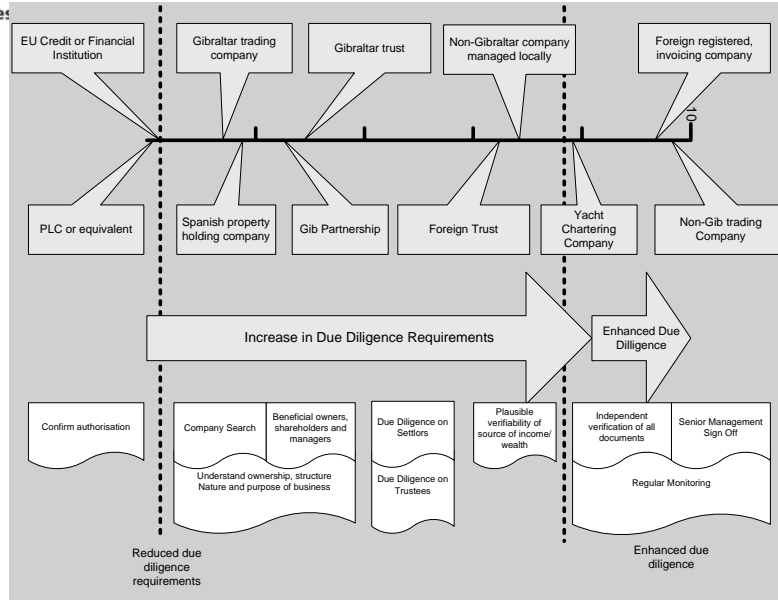 EU Credit or Financial
Institution
Gibraltar trading
company
Gibraltar trust
Non-Gibraltar company
managed locally
Foreign registered,
invoicing company
10
PLC or equivalent
Spanish property
holding company
Gib Partnership
Foreign Trust
Yacht
Chartering
Company
Non-Gib trading
Company
Increase in Due Diligence Requirements
Enhanced Due
Dilligence
Confirm authorisation
Company Search
Beneficial owners,
shareholders and
managers
Due Diligence on
Settlors
Plausible
verifiability of
source of income/
wealth
Independent
verification of all
documents
Senior Management
Sign Off
Understand ownership, structure
Nature and purpose of business
Due Diligence on
Trustees
Regular Monitoring
Reduced due
diligence
requirements
Enhanced due
diligence